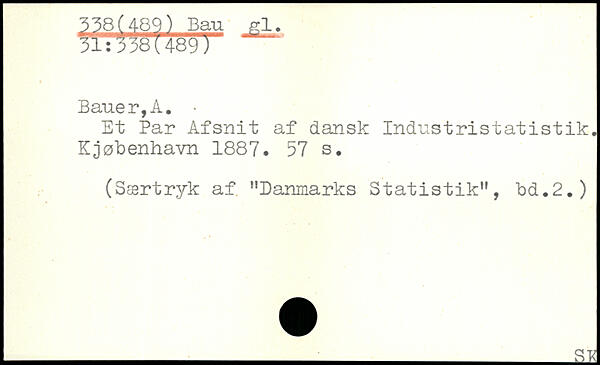 338(489) Bau gl.
31:338(489)
Bauer,A.
Et Par Afsnit af dansk Industristatistik.
Kjøbenhavn 1887. 57 s.
(Særtryk af "Danmarks Statistik", bd.2.)
SK